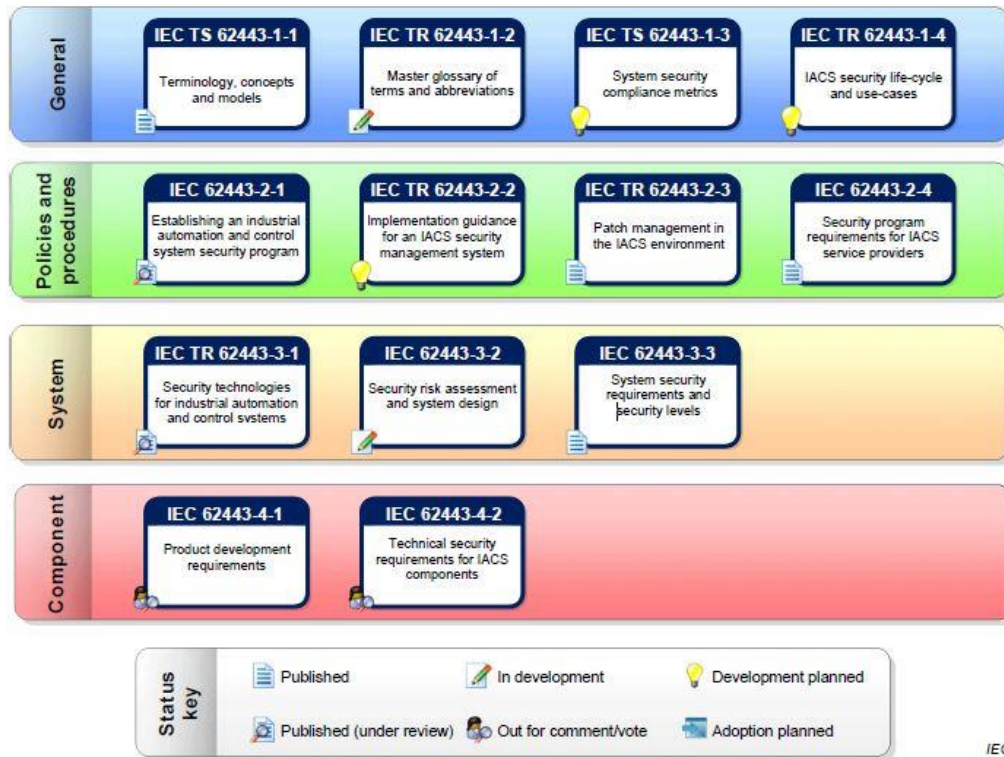 General
IEC TS 62443-1-1
Terminology, concepts
and models
IEC TR 62443-1-2
Master glossary of
terms and abbreviations
IEC TS 62443-1-3
System security
compliance metrics
IEC TR 62443-1-4
IACS security life-cycle
and use-cases
Policies and
procedures
IEC 62443-2-1
Establishing an industrial
automation and control
system security program
IEC TR 62443-2-2
Implementation guidance
for an IACS security
management system
IEC TR 62443-2-3
Patch management in
the IACS environment
IEC 62443-2-4
Security program
requirements for IACS
service providers
System
IEC TR 62443-3-1
Security technologies
for industrial automation
and control systems
IEC 62443-3-2
Security risk assessment
and system design
IEC 62443-3-3
System security
requirements and
security levels
Component
IEC 62443-4-1
Product development
requirements
IEC 62443-4-2
Technical security
requirements for IACS
components
Status
key
Published
In development
Development planned
Published (under review)
Out for comment/vote
Adoption planned
IEC